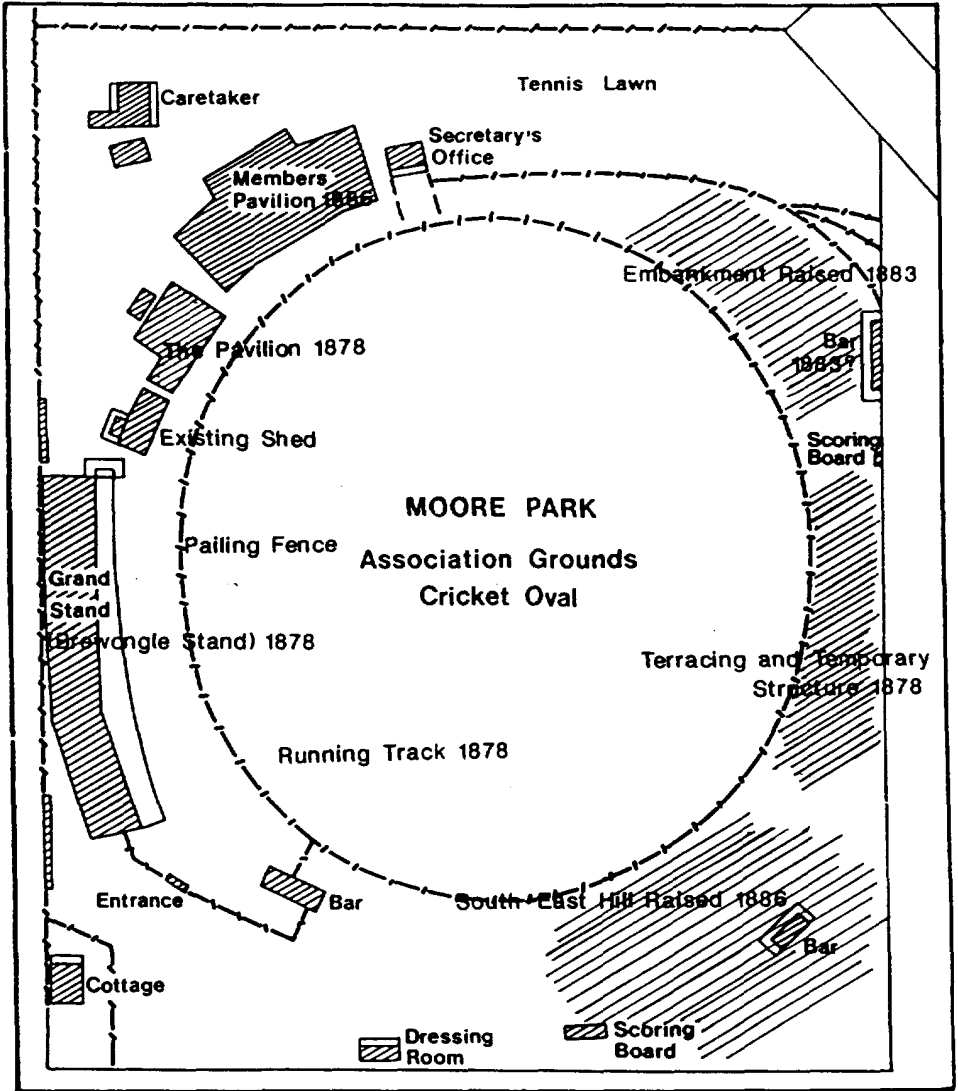 Tennis Lawn
Caretaker
Secretary's
Office
Members
Pavilion 1886
Embankment Raised 1883
The Pavilion 1878
Bar
1883?
Existing Shed
Scoring
Board
MOORE PARK
Association Grounds
Cricket Oval
Pailing Fence
Grand
Stand
(Brewongle Stand) 1878
Terracing and Temporary
Structure 1878
Running Track 1878
Entrance
Bar
South East Hill Raised 1886
Bar
Cottage
Dressing
Room
Scoring
Board